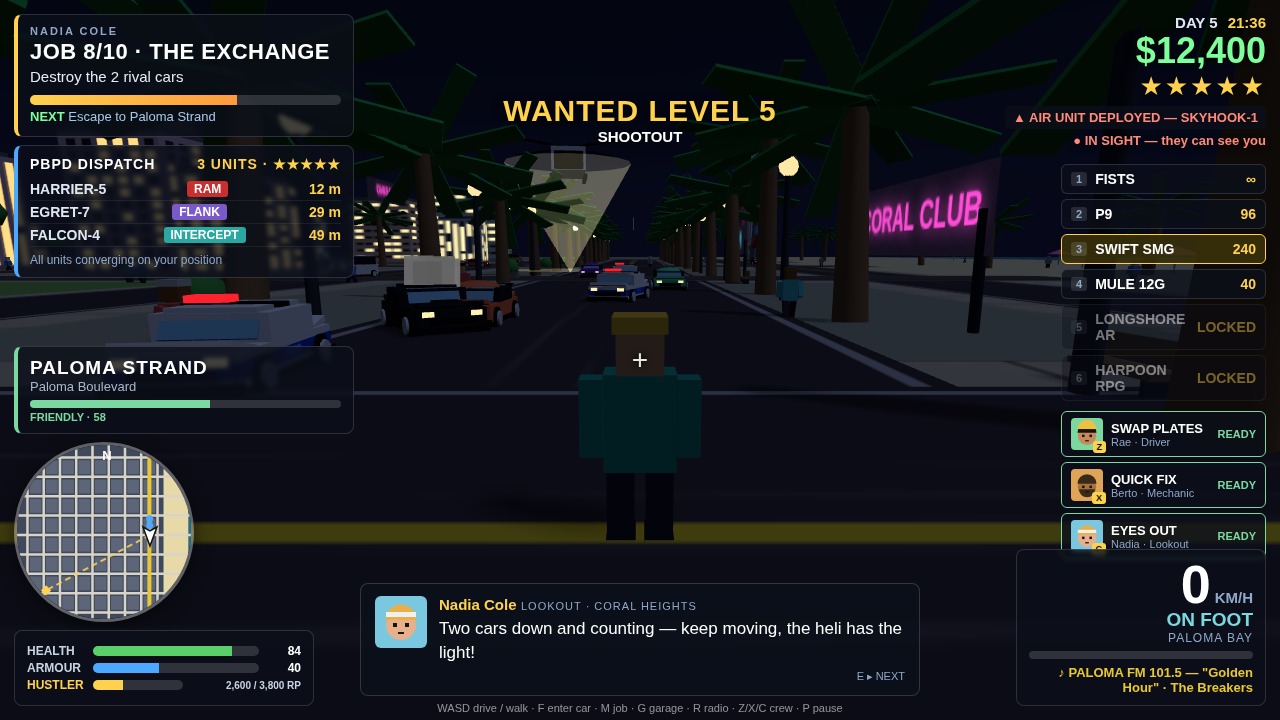 NADIA COLE
JOB 8/10 · THE EXCHANGE
Destroy the 2 rival cars
NEXT Escape to Paloma Strand
PBPD DISPATCH 3 UNITS · ★★★★★
HARRIER-5 RAM 12 m
EGRET-7 FLANK 29 m
FALCON-4 INTERCEPT 49 m
All units converging on your position
PALOMA STRAND
Paloma Boulevard
FRIENDLY · 58
N
HEALTH 84
ARMOUR 40
HUSTLER 2,600 / 3,800 RP
WANTED LEVEL 5
SHOOTOUT
CORAL CLUB
Nadia Cole LOOKOUT · CORAL HEIGHTS
Two cars down and counting — keep moving, the heli has the
light!
E ▸ NEXT
WASD drive / walk · F enter car · M job · G garage · R radio · Z/X/C crew · P pause
DAY 5 21:36
$12,400
★★★★★
▲ AIR UNIT DEPLOYED — SKYHOOK-1
● IN SIGHT — they can see you
1 FISTS ∞
2 P9 96
3 SWIFT SMG 240
4 MULE 12G 40
5 LONGSHORE AR LOCKED
6 HARPOON RPG LOCKED
SWAP PLATES
Rae · Driver
Z
READY
QUICK FIX
Berto · Mechanic
X
READY
EYES OUT
Nadia · Lookout
READY
0 KM/H
ON FOOT
PALOMA BAY
♪ PALOMA FM 101.5 — "Golden
Hour" · The Breakers